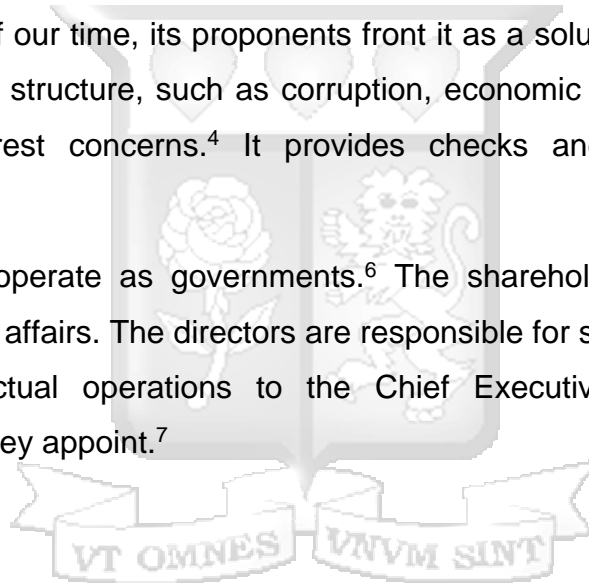 f our time, its proponents front it as a solu
structure, such as corruption, economic
rest concerns.⁴ It provides checks and
operate as governments.⁶ The sharehol
affairs. The directors are responsible for s
ctual operations to the Chief Executiv
ey appoint.⁷
VT OMNES VNVM SINT